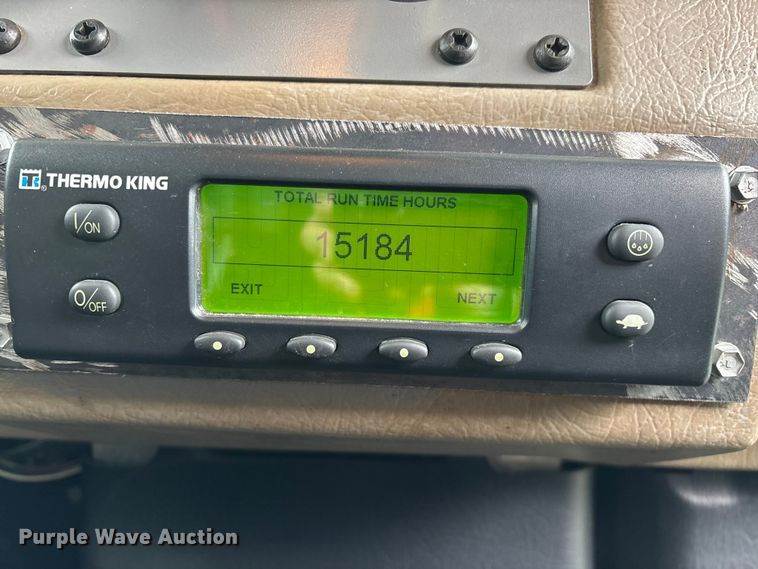 THERMO KING
I/ON
O/OFF
TOTAL RUN TIME HOURS
15184
EXIT
NEXT
Purple Wave Auction